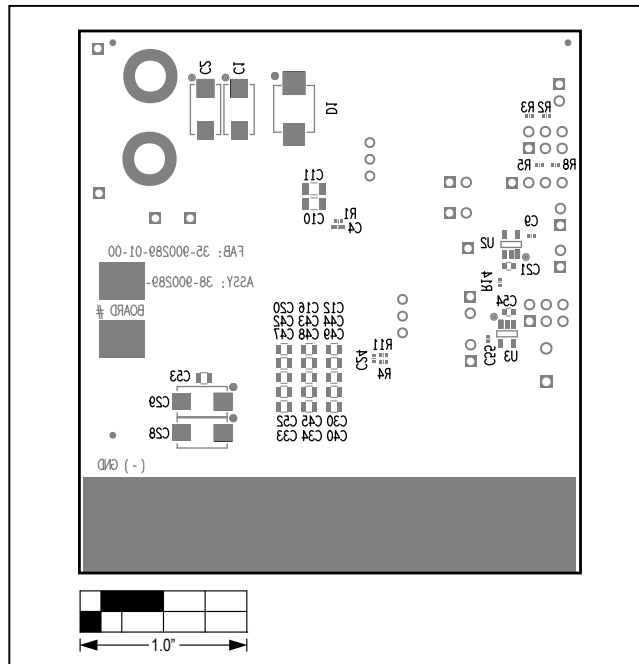 C2 C1
D1
R3 R2
R5 R8
C11
C10
R1
C4
C9
U2
C21
FAB: 35-900289-01-00
ASSY: 38-900289-
R14
BOARD #
C54
C20 C16 C12
C42 C43 C44
C47 C48 C49
C24
R11
R4
C55
U3
C53
C29
C28
C52 C45 C30
C33 C34 C40
(-) GND
1.0"